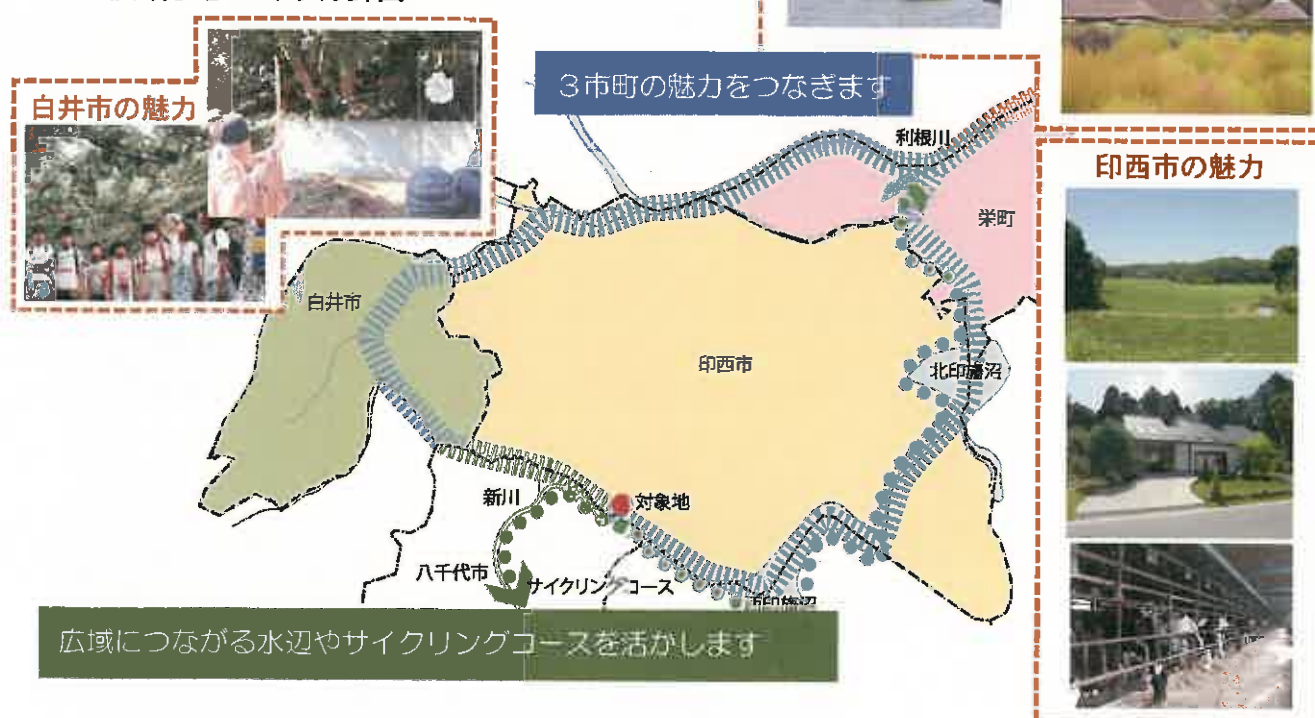 白井市の魅力
3市町の魅力をつなぎます
利根川
印西市の魅力
栄町
白井市
印西市
北印旛沼
新川
対象地
八千代市
サイクリングコース
広域につながる水辺やサイクリングコースを活かします